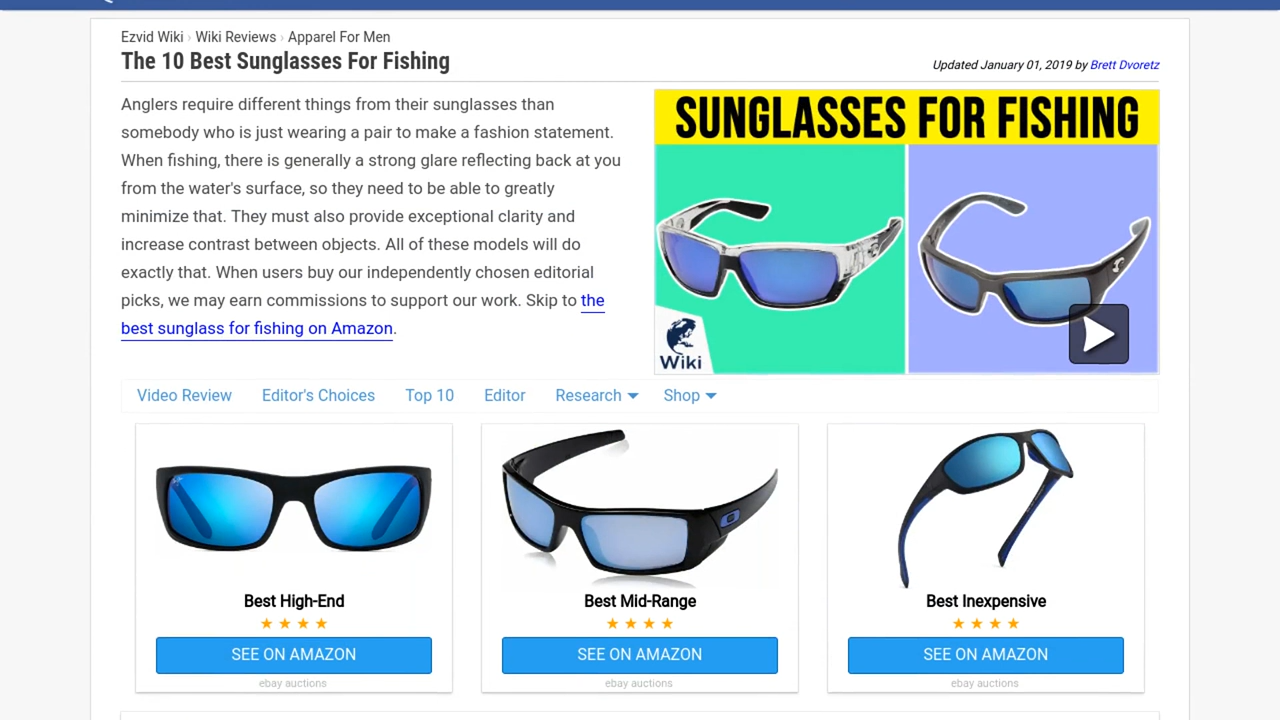 Ezvid Wiki › Wiki Reviews › Apparel For Men
The 10 Best Sunglasses For Fishing
Updated January 01, 2019 by Brett Dvoretz
Anglers require different things from their sunglasses than
somebody who is just wearing a pair to make a fashion statement.
When fishing, there is generally a strong glare reflecting back at you
from the water's surface, so they need to be able to greatly
minimize that. They must also provide exceptional clarity and
increase contrast between objects. All of these models will do
exactly that. When users buy our independently chosen editorial
picks, we may earn commissions to support our work. Skip to the
best sunglass for fishing on Amazon.
SUNGLASSES FOR FISHING
Wiki
Video Review Editor's Choices Top 10 Editor Research Shop
Best High-End
SEE ON AMAZON
ebay auctions
Best Mid-Range
SEE ON AMAZON
ebay auctions
Best Inexpensive
SEE ON AMAZON
ebay auctions